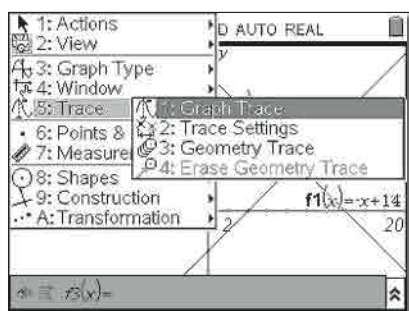 1: Actions
2: View
3: Graph Type
4: Window
5: Trace
6: Points &
7: Measure
8: Shapes
9: Construction
A: Transformation
1: Graph Trace
2: Trace Settings
3: Geometry Trace
4: Erase Geometry Trace
D AUTO REAL
y
f1(x)=-x+14
2
20
f3(x)=